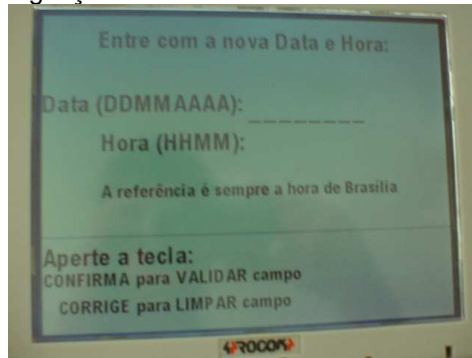 Entre com a nova Data e Hora:
Data (DDMMAAAA): _ _ _ _ _ _ _ _
Hora (HHMM):
A referência é sempre a hora de Brasília
Aperte a tecla:
CONFIRMA para VALIDAR campo
CORRIGE para LIMPAR campo